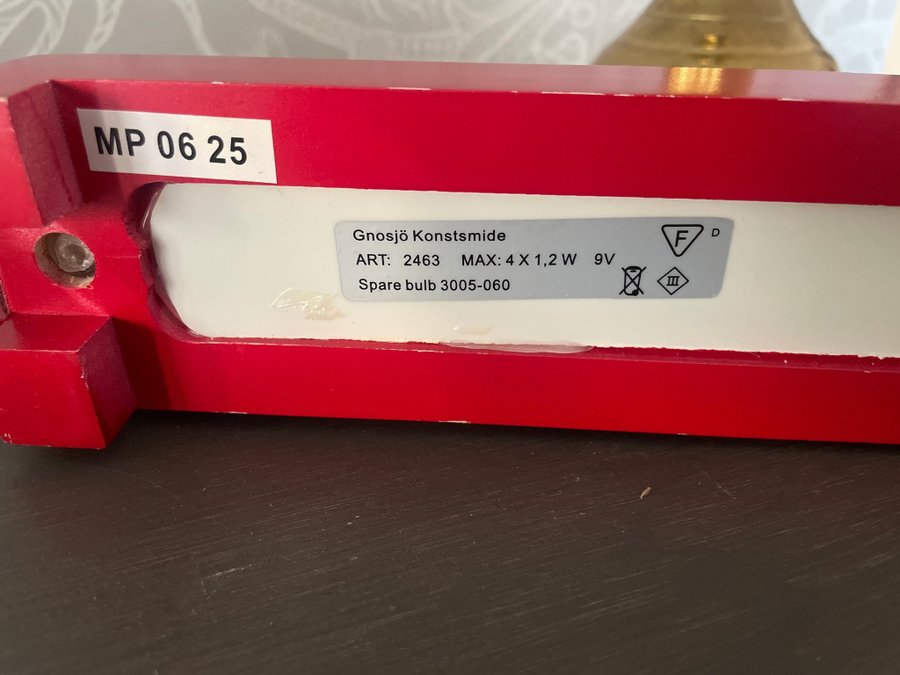 MP 06 25
Gnosjö Konstsmide
F D
ART: 2463 MAX: 4 X 1,2 W 9V
Spare bulb 3005-060
III